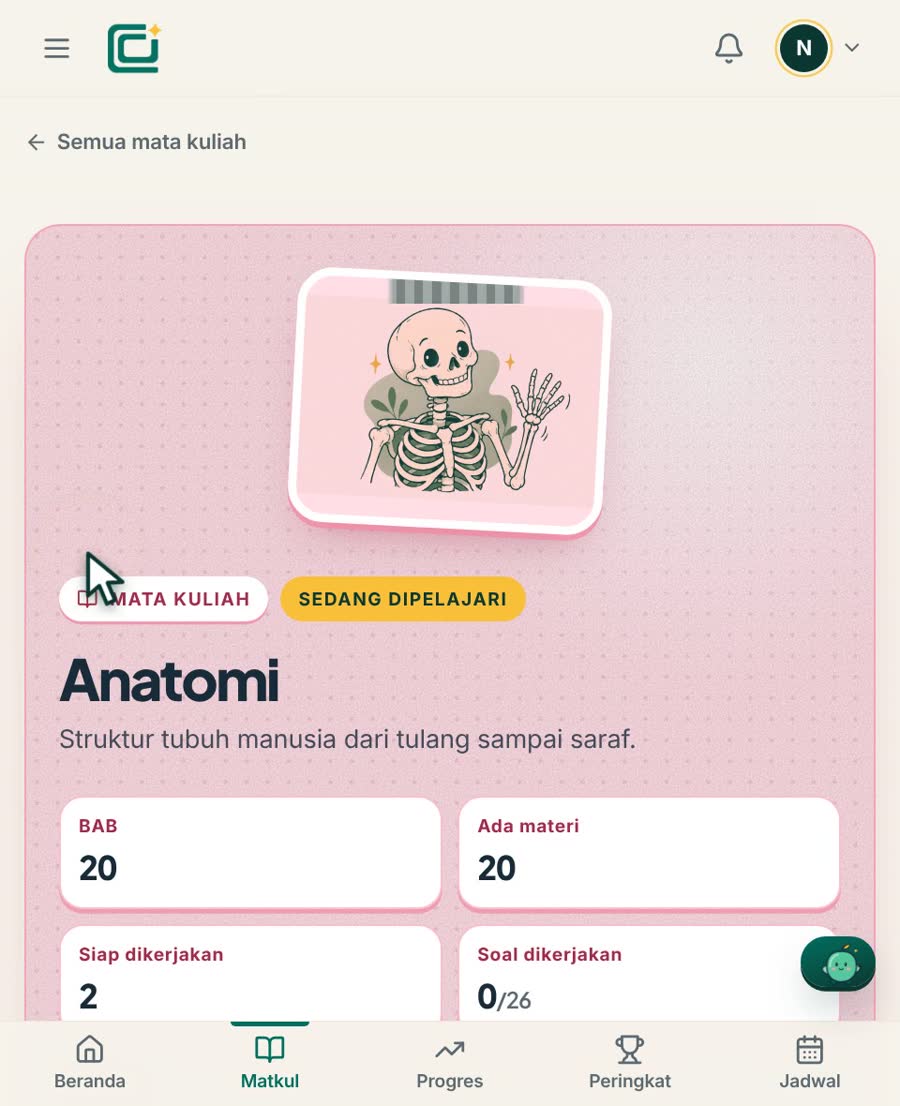 N
Semua mata kuliah
MATA KULIAH
SEDANG DIPELAJARI
Anatomi
Struktur tubuh manusia dari tulang sampai saraf.
BAB
20
Ada materi
20
Siap dikerjakan
2
Soal dikerjakan
0/26
Beranda
Matkul
Progres
Peringkat
Jadwal